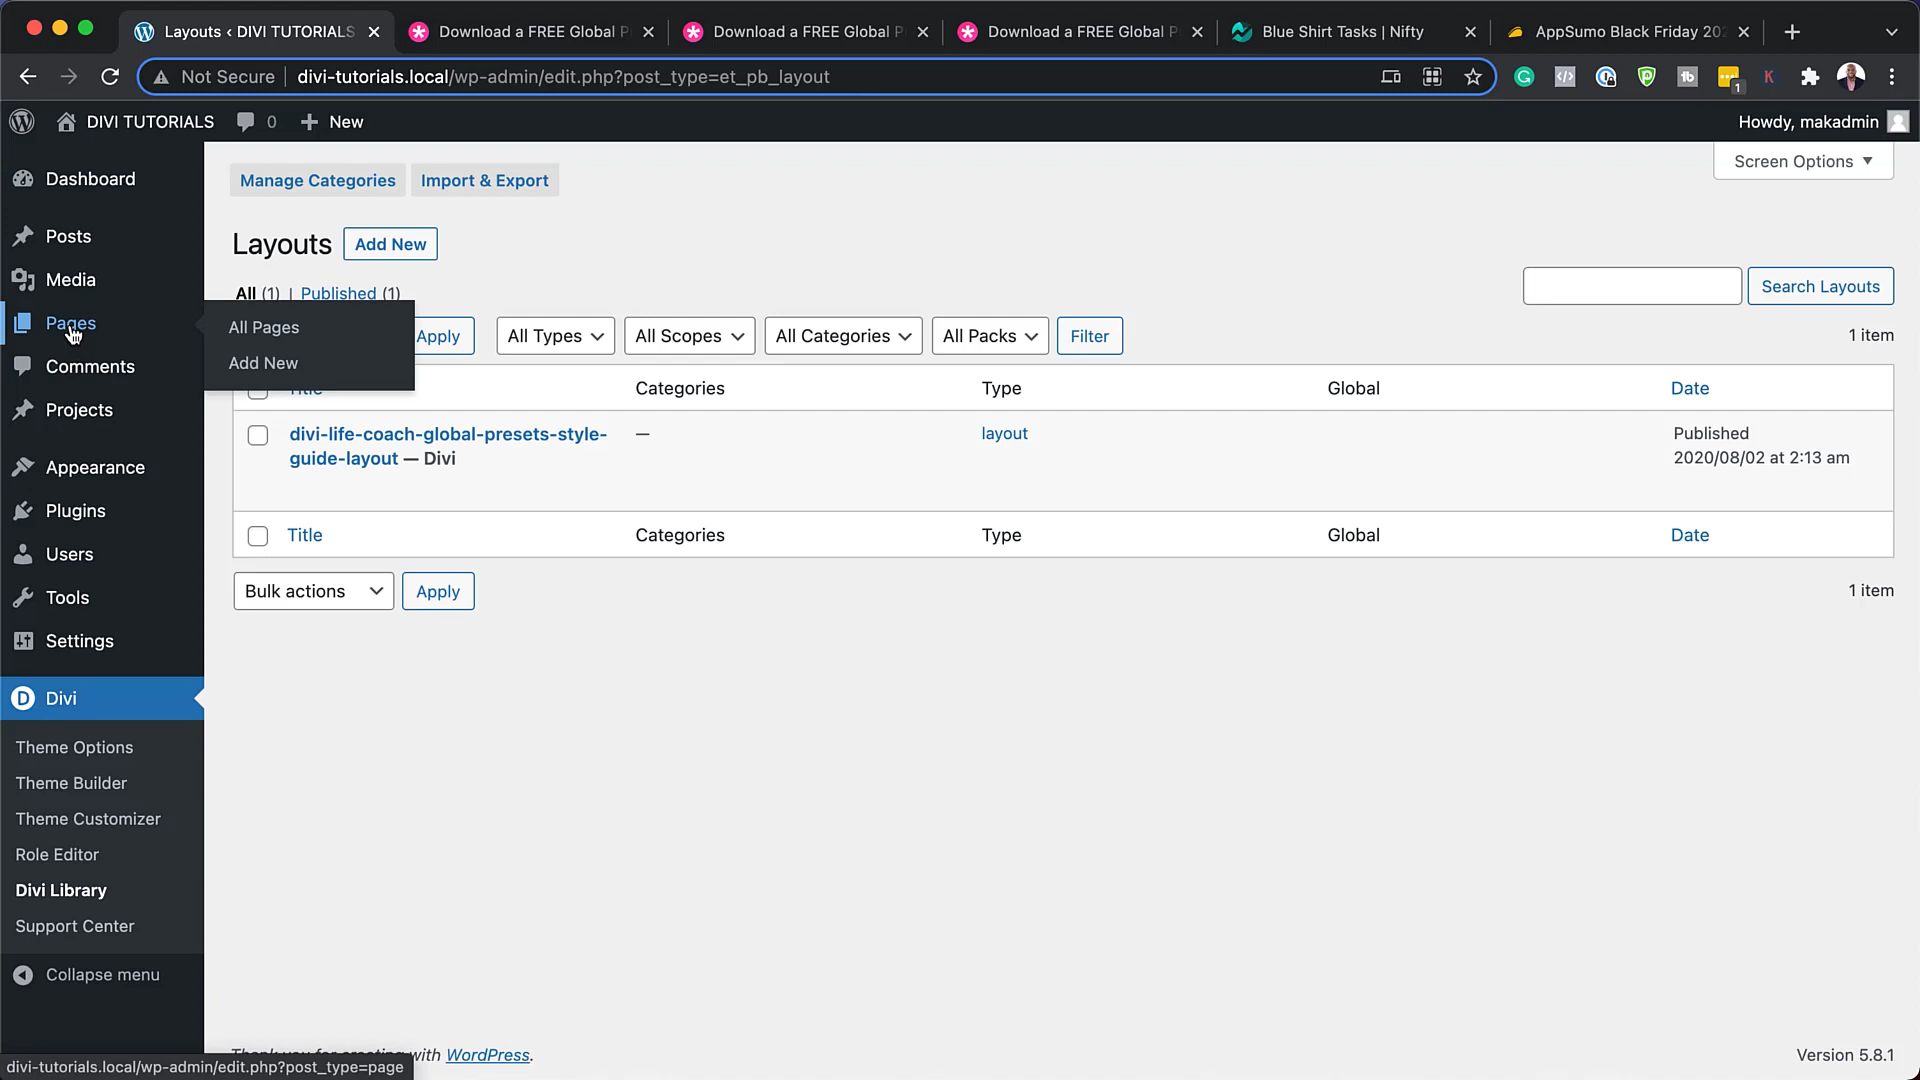 Layouts ‹ DIVI TUTORIALS
Download a FREE Global P
Download a FREE Global P
Download a FREE Global P
Blue Shirt Tasks | Nifty
AppSumo Black Friday 202
Not Secure
divi-tutorials.local/wp-admin/edit.php?post_type=et_pb_layout
1
DIVI TUTORIALS
0
New
Howdy, makadmin
Dashboard
Posts
Media
Pages
Comments
Projects
Appearance
Plugins
Users
Tools
Settings
Divi
Theme Options
Theme Builder
Theme Customizer
Role Editor
Divi Library
Support Center
Collapse menu
All Pages
Add New
Manage Categories
Import & Export
Screen Options
Layouts
Add New
All (1) | Published (1)
Search Layouts
Apply
All Types
All Scopes
All Categories
All Packs
Filter
1 item
Title
Categories
Type
Global
Date
divi-life-coach-global-presets-style-
guide-layout — Divi
—
layout
Published
2020/08/02 at 2:13 am
Title
Categories
Type
Global
Date
Bulk actions
Apply
1 item
Thank you for creating with WordPress.
Version 5.8.1
divi-tutorials.local/wp-admin/edit.php?post_type=page